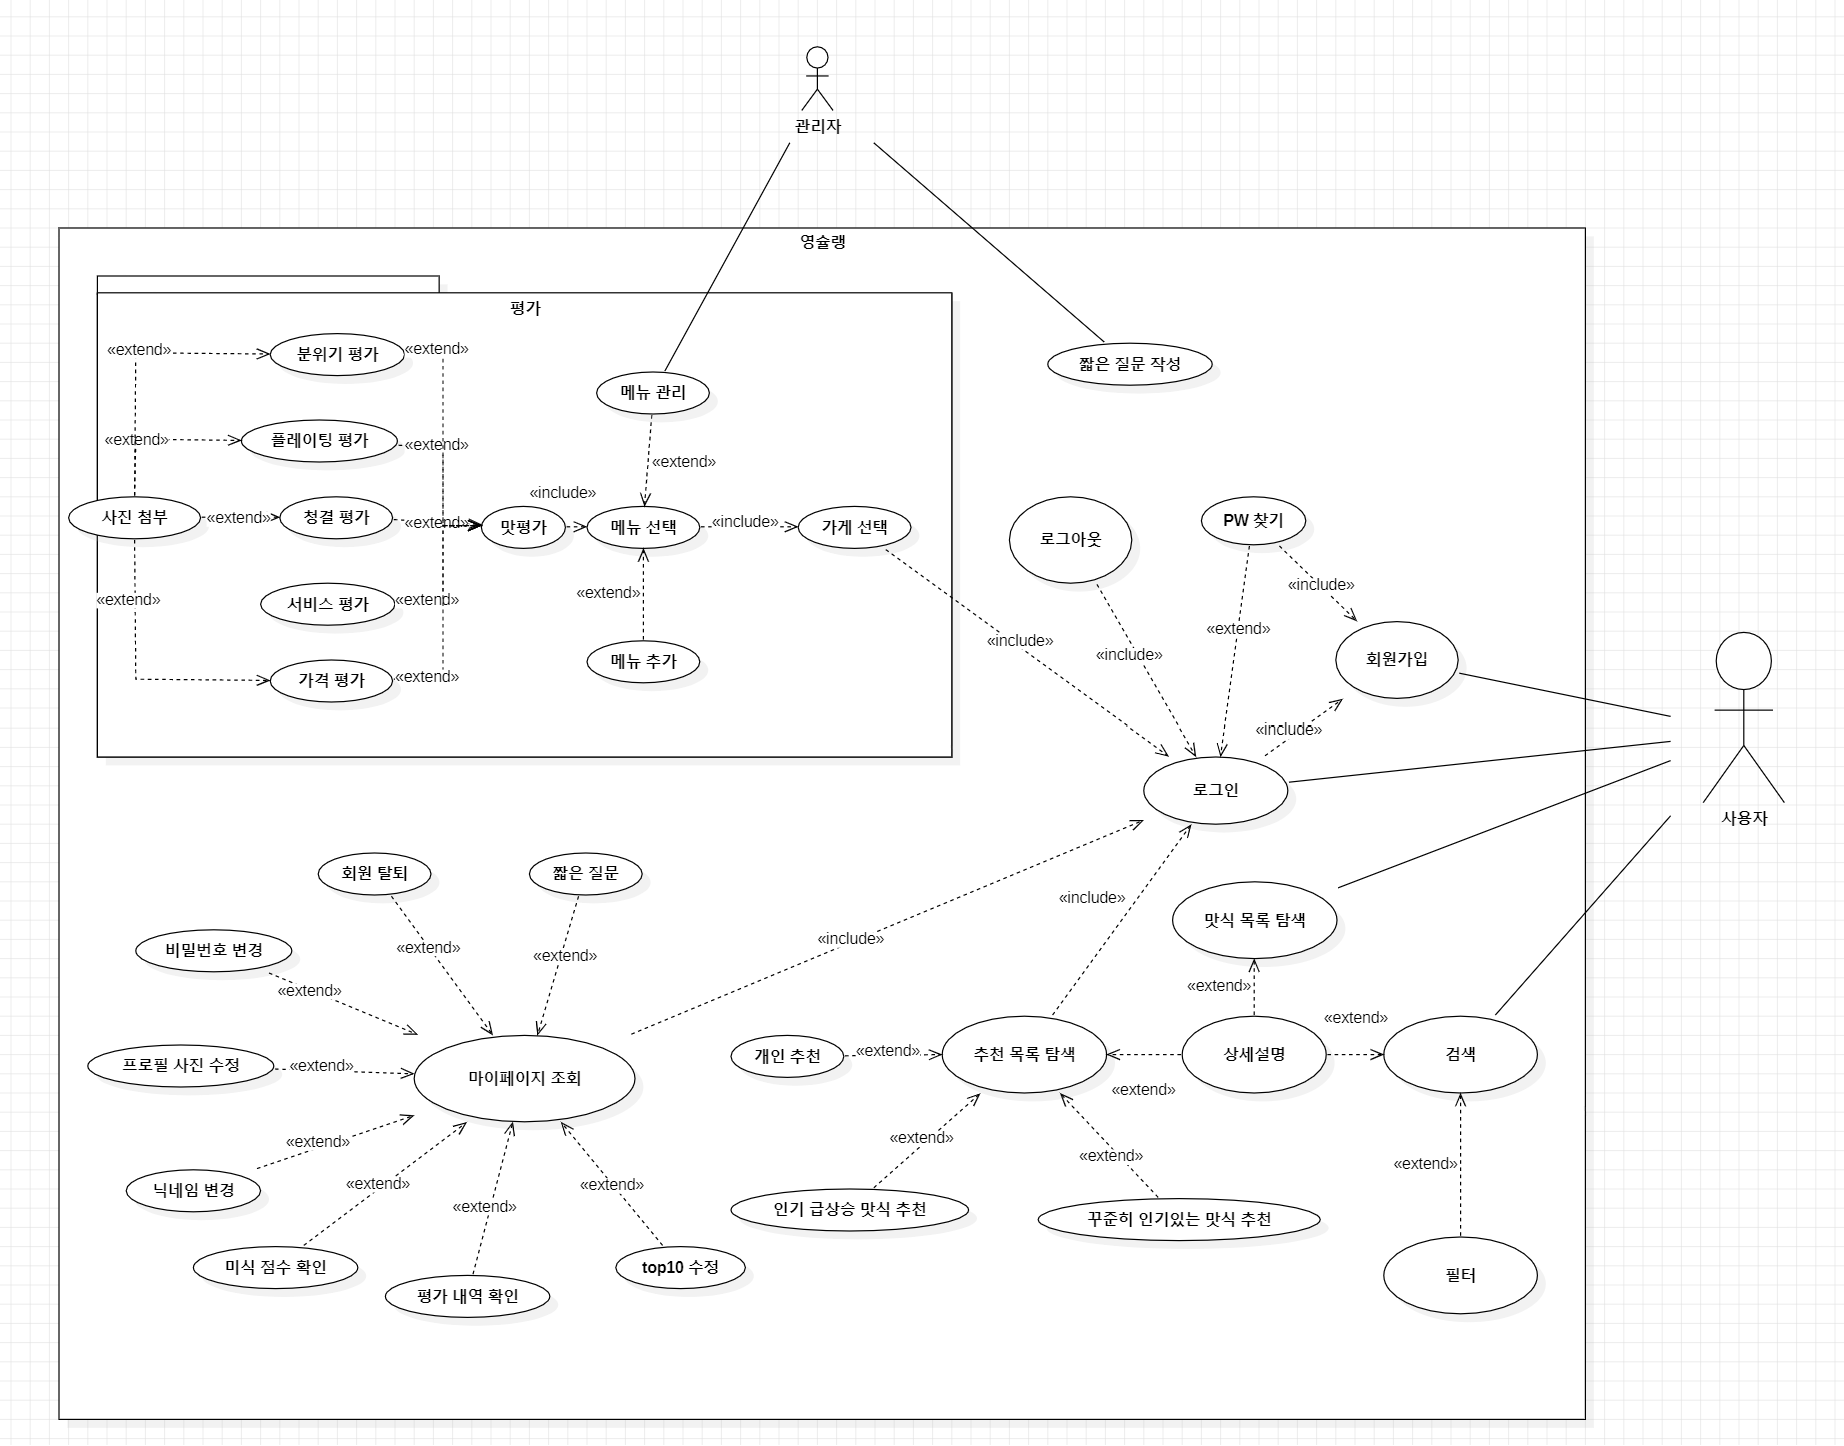 관리자
영슐랭
평가
«extend»
분위기 평가
«extend»
짧은 질문 작성
메뉴 관리
«extend»
플레이팅 평가
«extend»
«extend»
«include»
사진 첨부
«extend»
청결 평가
«extend»
맛평가
메뉴 선택
«include»
가게 선택
로그아웃
PW 찾기
«include»
«extend»
서비스 평가
«extend»
«extend»
«extend»
«include»
«include»
회원가입
가격 평가
«extend»
메뉴 추가
«include»
로그인
사용자
회원 탈퇴
짧은 질문
«include»
맛식 목록 탐색
비밀번호 변경
«extend»
«extend»
«include»
«extend»
«extend»
«extend»
프로필 사진 수정
«extend»
마이페이지 조회
개인 추천
«extend»
추천 목록 탐색
상세설명
검색
«extend»
«extend»
«extend»
«extend»
«extend»
닉네임 변경
«extend»
«extend»
«extend»
인기 급상승 맛식 추천
꾸준히 인기있는 맛식 추천
미식 점수 확인
평가 내역 확인
top10 수정
필터